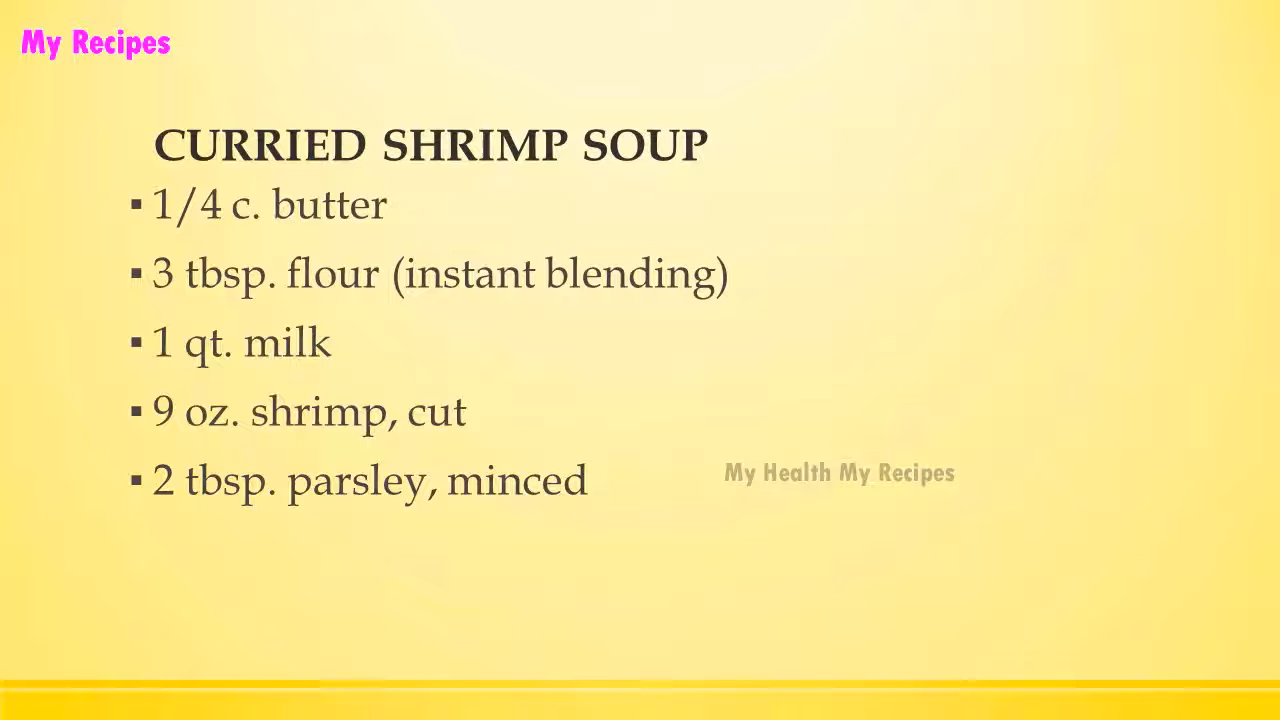 My Recipes
CURRIED SHRIMP SOUP
▪ 1/4 c. butter
▪ 3 tbsp. flour (instant blending)
▪ 1 qt. milk
▪ 9 oz. shrimp, cut
▪ 2 tbsp. parsley, minced
My Health My Recipes